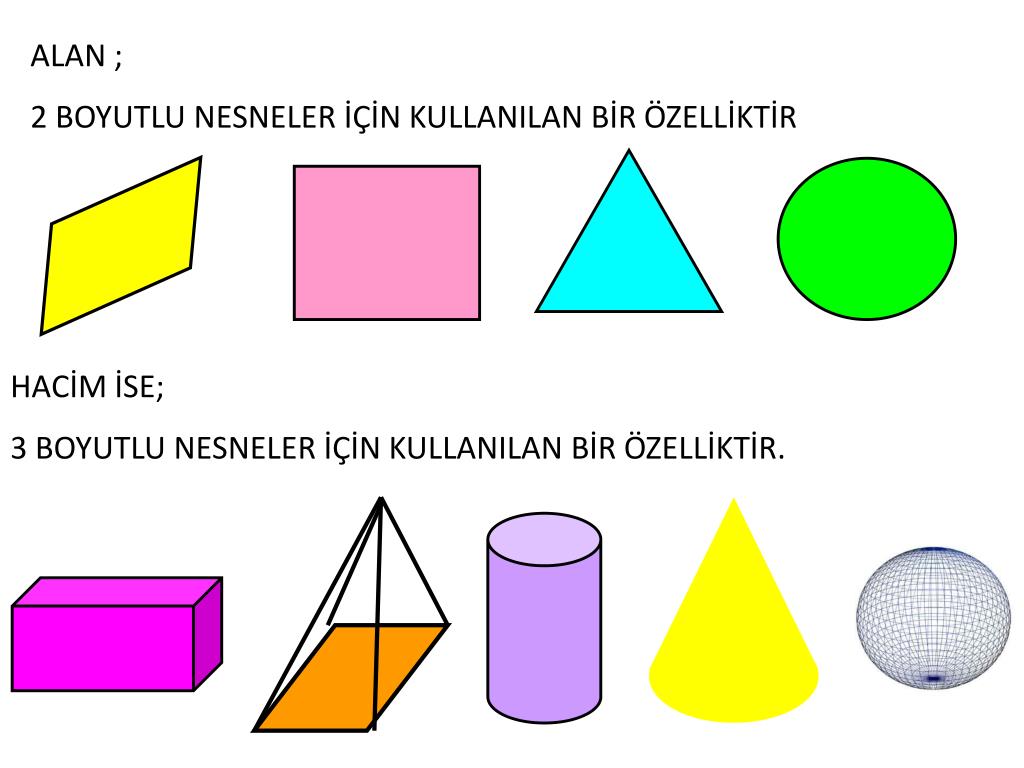 ALAN ;
2 BOYUTLU NESNELER İÇİN KULLANILAN BİR ÖZELLİKTİR
HACİM İSE;
3 BOYUTLU NESNELER İÇİN KULLANILAN BİR ÖZELLİKTİR.